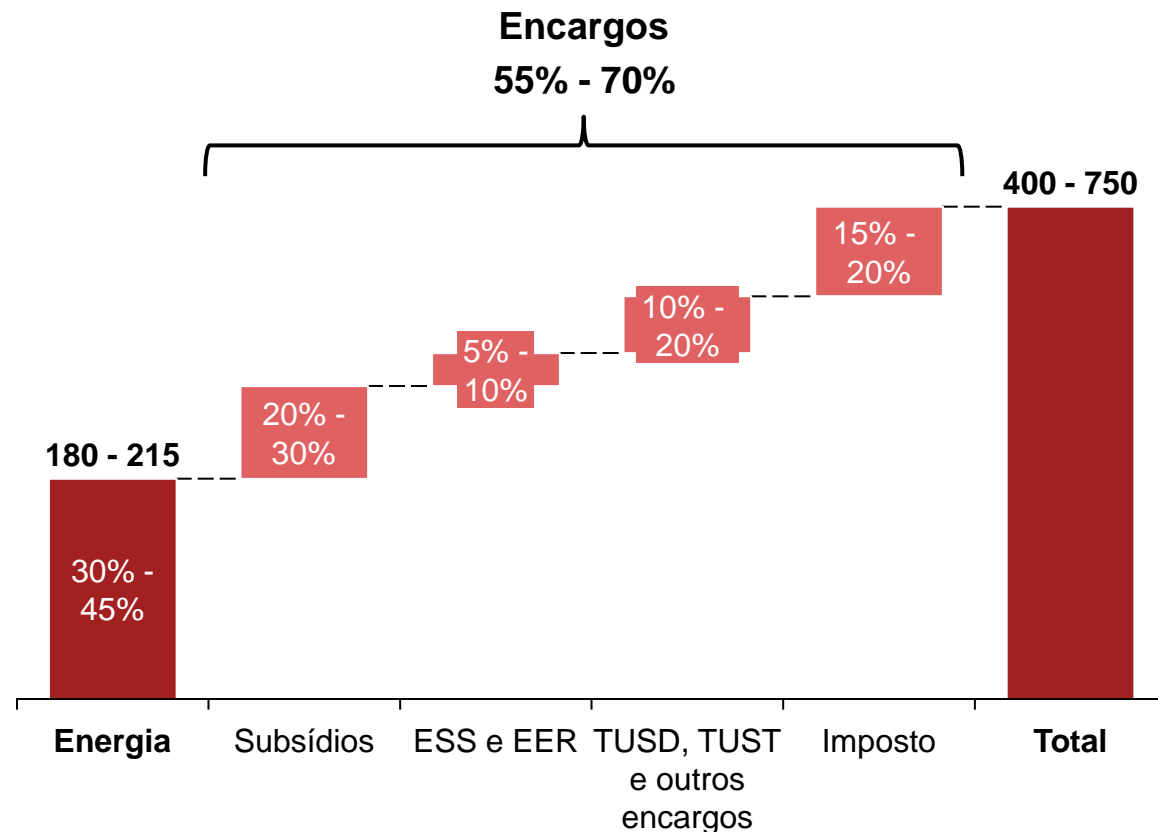 Encargos
55% - 70%
400 - 750
15% -
20%
10% -
20%
5% -
10%
20% -
30%
180 - 215
30% -
45%
Energia
Subsídios
ESS e EER
TUSD, TUST
e outros
encargos
Imposto
Total